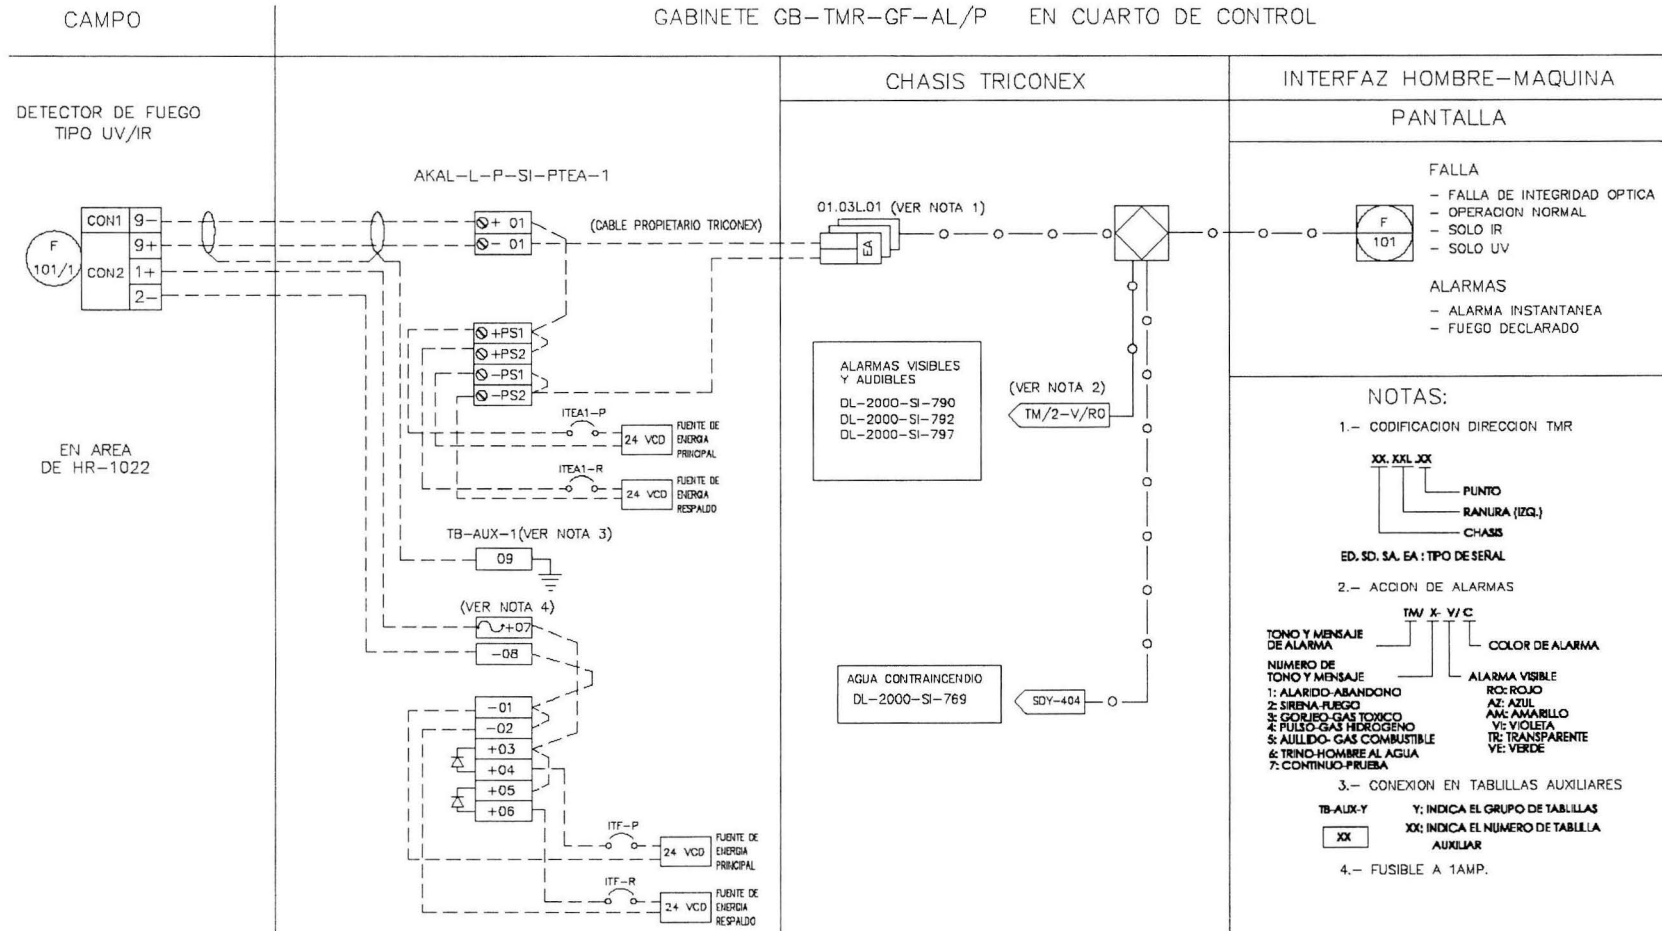 CAMPO
GABINETE GB-TMR-GF-AL/P EN CUARTO DE CONTROL
DETECTOR DE FUEGO
TIPO UV/IR
F
101/1
CON1
9-
9+
CON2
1+
2-
EN AREA
DE HR-1022
AKAL-L-P-SI-PTEA-1
+ 01
- 01
(CABLE PROPIETARIO TRICONEX)
+PS1
+PS2
-PS1
-PS2
ITEA1-P
24 VCD
FUENTE DE
ENERGIA
PRINCIPAL
ITEA1-R
24 VCD
FUENTE DE
ENERGIA
RESPALDO
TB-AUX-1(VER NOTA 3)
09
(VER NOTA 4)
+07
-08
-01
-02
+03
+04
+05
+06
ITF-P
24 VCD
FUENTE DE
ENERGIA
PRINCIPAL
ITF-R
24 VCD
FUENTE DE
ENERGIA
RESPALDO
CHASIS TRICONEX
01.03L.01 (VER NOTA 1)
EA
ALARMAS VISIBLES
Y AUDIBLES
DL-2000-SI-790
DL-2000-SI-792
DL-2000-SI-797
(VER NOTA 2)
TM/2-V/RO
AGUA CONTRAINCENDIO
DL-2000-SI-769
SDY-404
INTERFAZ HOMBRE-MAQUINA
PANTALLA
F
101
FALLA
- FALLA DE INTEGRIDAD OPTICA
- OPERACION NORMAL
- SOLO IR
- SOLO UV
ALARMAS
- ALARMA INSTANTANEA
- FUEGO DECLARADO
NOTAS:
1.- CODIFICACION DIRECCION TMR
XX. XXL .XX
PUNTO
RANURA (IZQ.)
CHASIS
ED. SD. SA. EA : TIPO DE SEÑAL
2.- ACCION DE ALARMAS
TM/ X- V/ C
TONO Y MENSAJE
DE ALARMA
COLOR DE ALARMA
NUMERO DE
TONO Y MENSAJE
ALARMA VISIBLE
1: ALARIDO-ABANDONO
2: SIRENA-FUEGO
3: GORJEO-GAS TOXICO
4: PULSO-GAS HIDROGENO
5: AULLIDO- GAS COMBUSTIBLE
6: TRINO-HOMBRE AL AGUA
7: CONTINUO-PRUEBA
RO: ROJO
AZ: AZUL
AM: AMARILLO
VI: VIOLETA
TR: TRANSPARENTE
VE: VERDE
3.- CONEXION EN TABLILLAS AUXILIARES
TB-AUX-Y
Y: INDICA EL GRUPO DE TABLILLAS
XX
XX: INDICA EL NUMERO DE TABLILLA
AUXILIAR
4.- FUSIBLE A 1AMP.